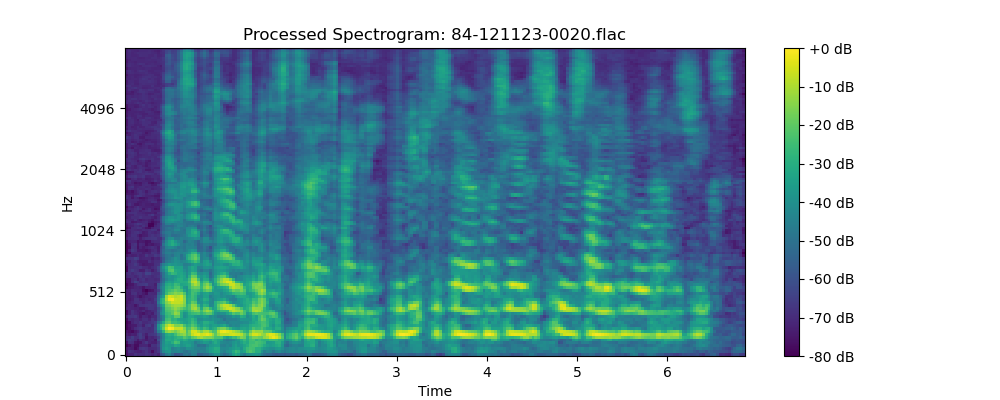 Processed Spectrogram: 84-121123-0020.flac
Hz
4096
2048
1024
512
0
0 1 2 3 4 5 6
Time
+0 dB
-10 dB
-20 dB
-30 dB
-40 dB
-50 dB
-60 dB
-70 dB
-80 dB